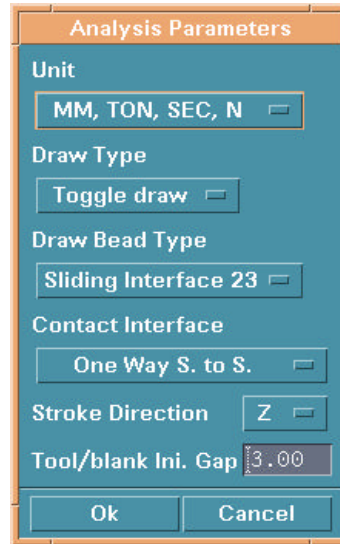 Analysis Parameters
Unit
MM, TON, SEC, N
Draw Type
Toggle draw
Draw Bead Type
Sliding Interface 23
Contact Interface
One Way S. to S.
Stroke Direction Z
Tool/blank Ini. Gap 3.00
Ok Cancel